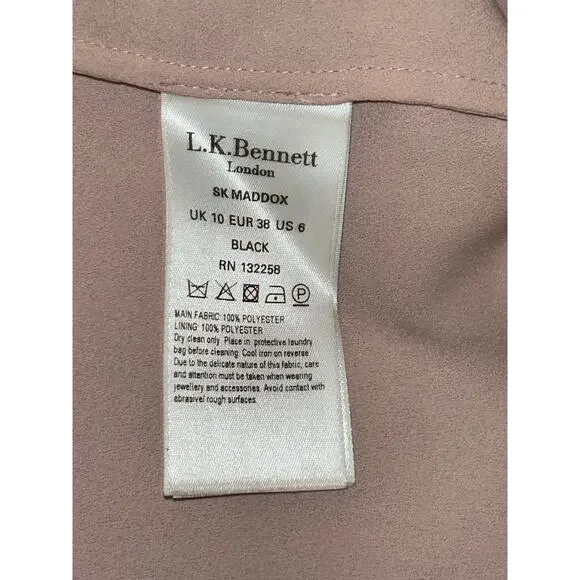 L.K.Bennett
London
SK MADDOX
UK 10 EUR 38 US 6
BLACK
RN 132258
P
MAIN FABRIC: 100% POLYESTER
LINING: 100% POLYESTER
Dry clean only. Place in protective laundry
bag before cleaning. Cool iron on reverse
Due to the delicate nature of this fabric, care
and attention must be taken when wearing
jewellery and accessories. Avoid contact with
abrasivel rough surfaces.